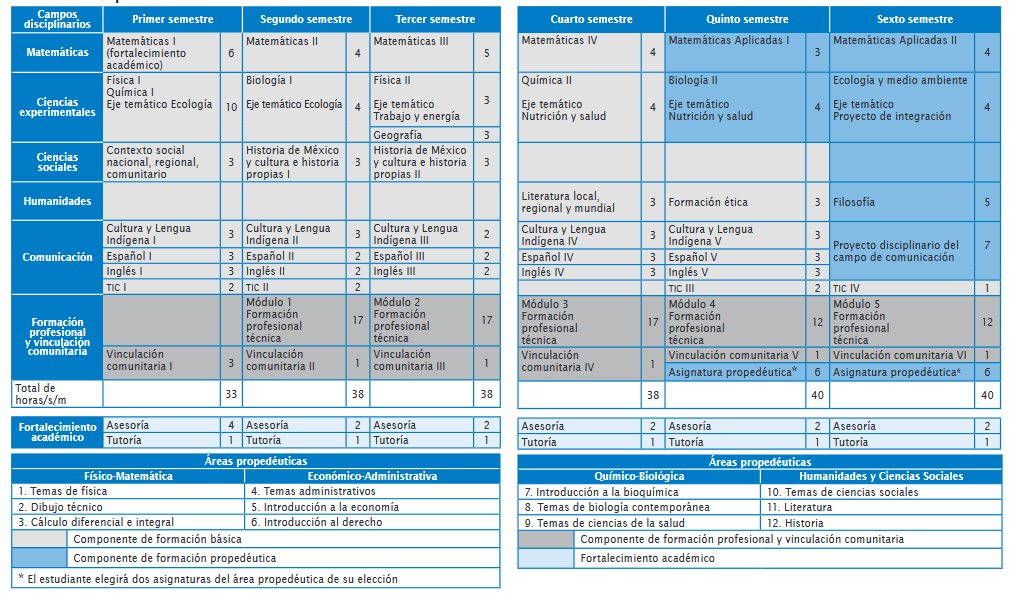 Campos disciplinarios Primer semestre Segundo semestre Tercer semestre
Matemáticas
Matemáticas I (fortalecimiento académico) 6 Matemáticas II 4 Matemáticas III 5
Ciencias experimentales
Física I
Química I
Eje temático Ecología 10
Biología I
Eje temático Ecología 4
Física II
Eje temático
Trabajo y energía 3
Geografía 3
Ciencias sociales
Contexto social nacional, regional, comunitario 3
Historia de México y cultura e historia propias I 3
Historia de México y cultura e historia propias II 3
Humanidades
Comunicación
Cultura y Lengua Indígena I 3 Cultura y Lengua Indígena II 3 Cultura y Lengua Indígena III 2
Español I 3 Español II 2 Español III 2
Inglés I 3 Inglés II 2 Inglés III 2
TIC I 2 TIC II 2
Formación profesional y vinculación comunitaria
Módulo 1 Formación profesional técnica 17 Módulo 2 Formación profesional técnica 17
Vinculación comunitaria I 3 Vinculación comunitaria II 1 Vinculación comunitaria III 1
Total de horas/s/m 33 38 38
Fortalecimiento académico
Asesoría 4 Asesoría 2 Asesoría 2
Tutoría 1 Tutoría 1 Tutoría 1
Áreas propedéuticas
Físico-Matemática Económico-Administrativa
1. Temas de física 4. Temas administrativos
2. Dibujo técnico 5. Introducción a la economía
3. Cálculo diferencial e integral 6. Introducción al derecho
Componente de formación básica
Componente de formación propedéutica
* El estudiante elegirá dos asignaturas del área propedéutica de su elección
Cuarto semestre Quinto semestre Sexto semestre
Matemáticas IV 4 Matemáticas Aplicadas I 3 Matemáticas Aplicadas II 4
Química II
Eje temático
Nutrición y salud 4
Biología II
Eje temático
Nutrición y salud 4
Ecología y medio ambiente
Eje temático
Proyecto de integración 4
Literatura local, regional y mundial 3 Formación ética 3 Filosofía 5
Cultura y Lengua Indígena IV 3 Cultura y Lengua Indígena V 3
Español IV 3 Español V 3
Inglés IV 3 Inglés V 3
Proyecto disciplinario del campo de comunicación 7
TIC III 2 TIC IV 1
Módulo 3 Formación profesional técnica 17 Módulo 4 Formación profesional técnica 12 Módulo 5 Formación profesional técnica 12
Vinculación comunitaria IV 1 Vinculación comunitaria V 1 Vinculación comunitaria VI 1
Asignatura propedéutica* 6 Asignatura propedéutica* 6
38 40 40
Asesoría 2 Asesoría 2 Asesoría 2
Tutoría 1 Tutoría 1 Tutoría 1
Áreas propedéuticas
Químico-Biológica Humanidades y Ciencias Sociales
7. Introducción a la bioquímica 10. Temas de ciencias sociales
8. Temas de biología contemporánea 11. Literatura
9. Temas de ciencias de la salud 12. Historia
Componente de formación profesional y vinculación comunitaria
Fortalecimiento académico